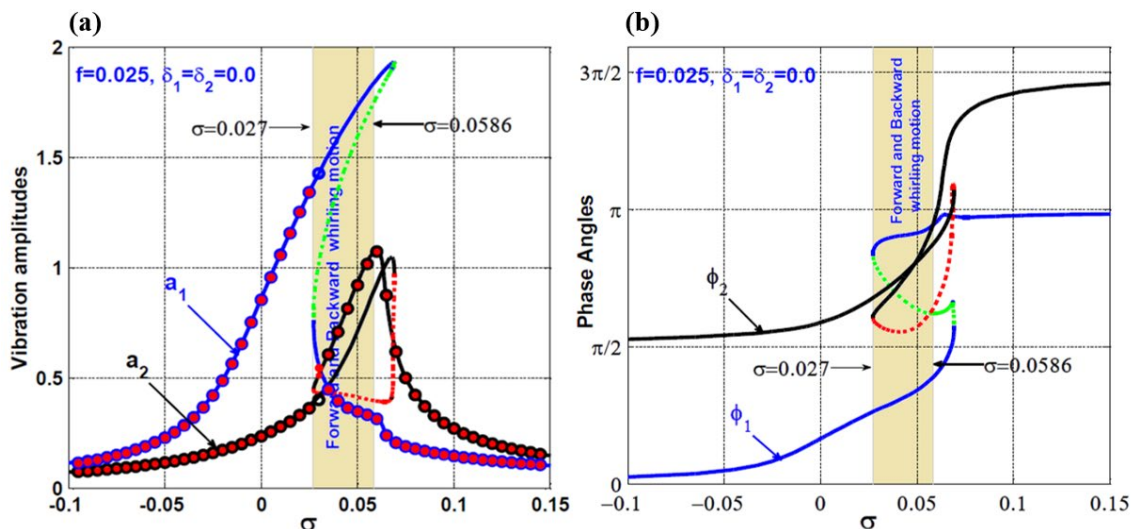 (a)
2
1.5
1
0.5
0
-0.1
-0.05
0
0.05
0.1
0.15
Vibration amplitudes
σ
f=0.025, δ₁=δ₂=0.0
σ=0.027
σ=0.0586
Forward and Backward whirling motion
a₁
a₂
(b)
3π/2
π
π/2
0
−0.1
−0.05
0
0.05
0.1
0.15
Phase Angles
σ
f=0.025, δ₁=δ₂=0.0
Forward and Backward
whirling motion
ϕ₂
σ=0.027
σ=0.0586
ϕ₁